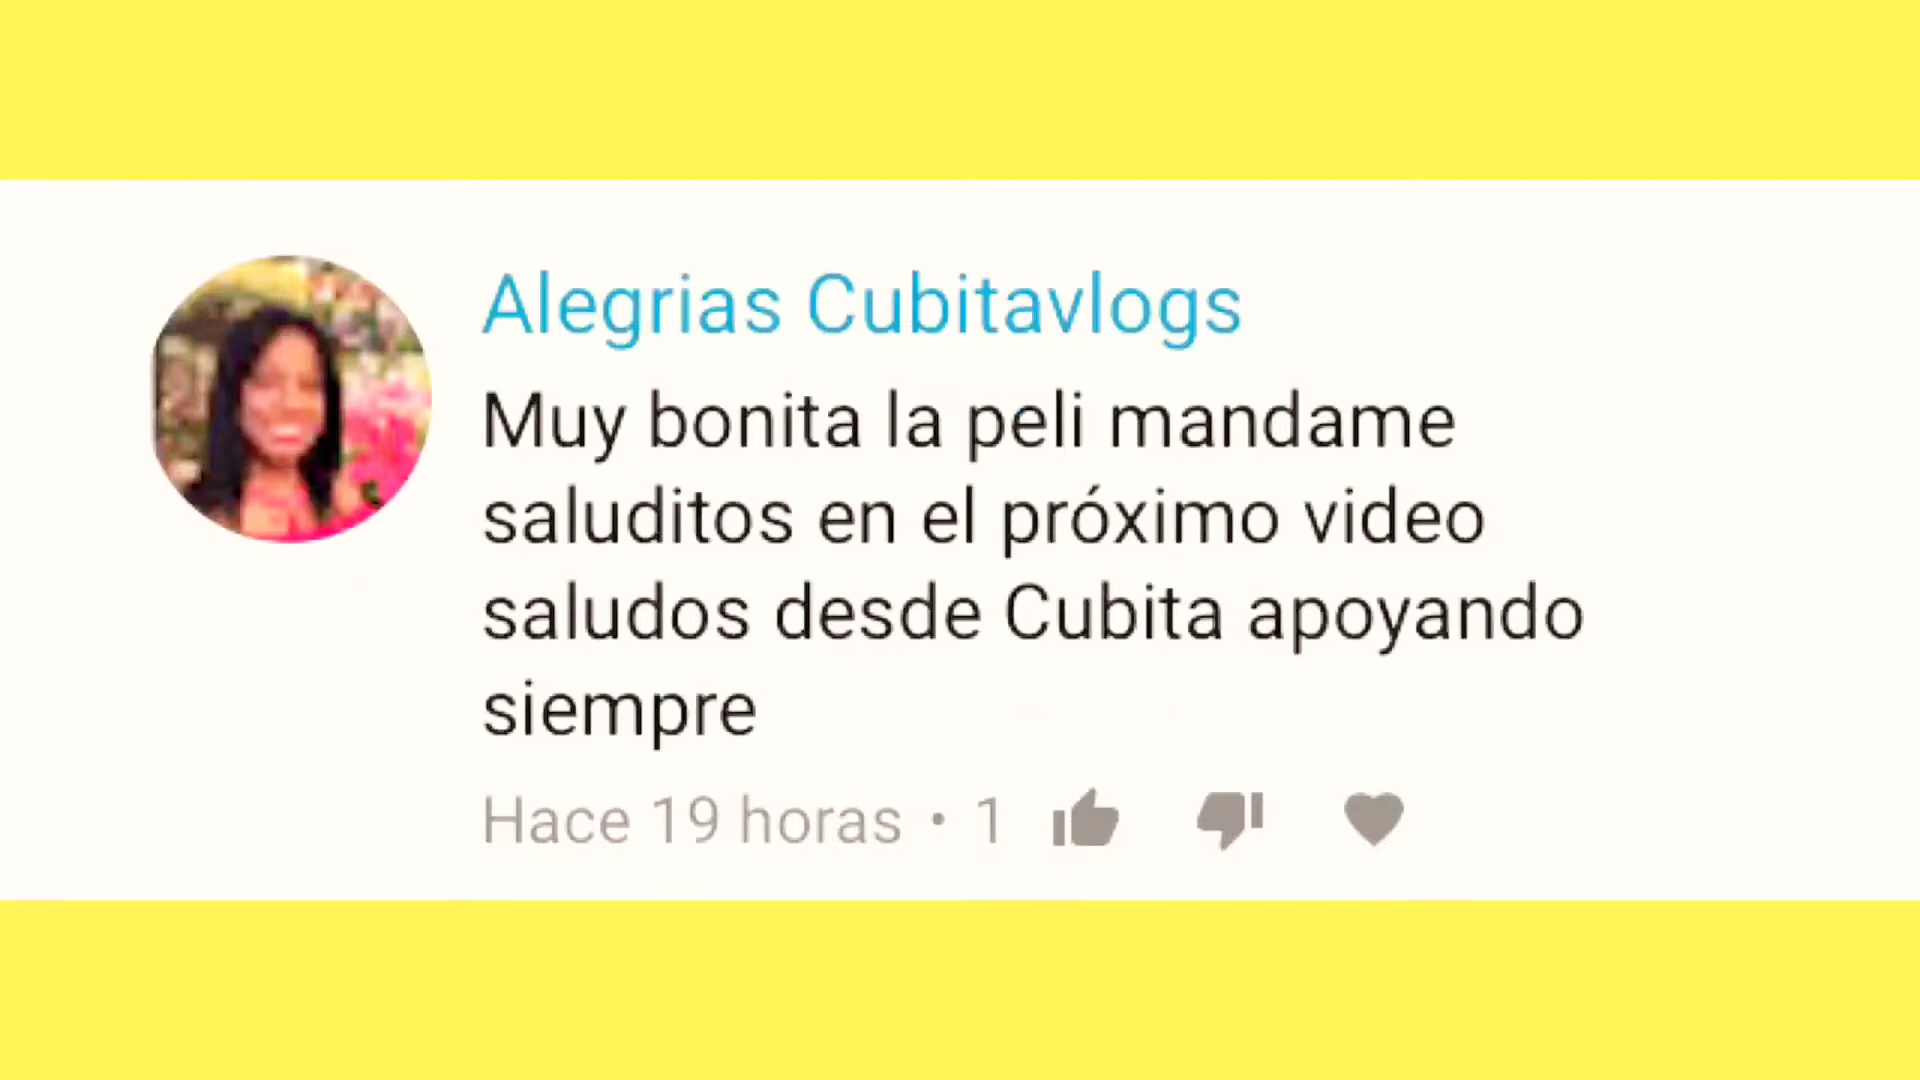 Alegrias Cubitavlogs
Muy bonita la peli mandame
saluditos en el próximo video
saludos desde Cubita apoyando
siempre
Hace 19 horas • 1